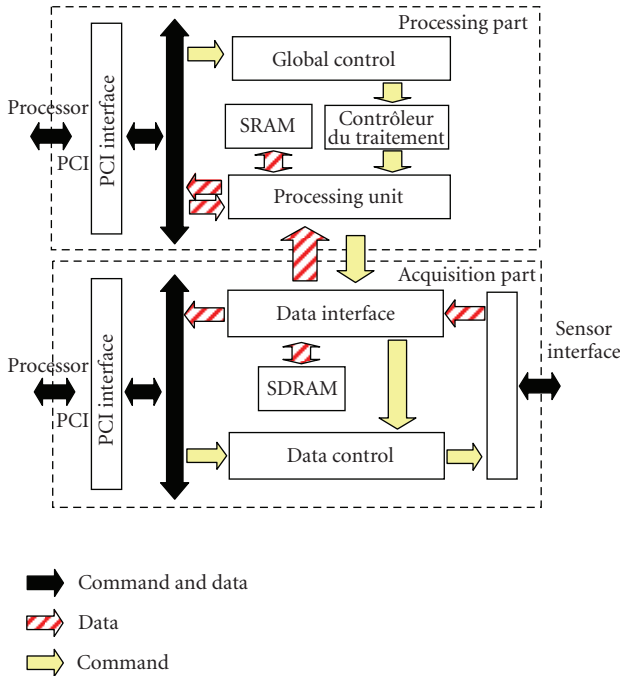 Processing part
Global control
Processor
PCI
PCI interface
SRAM
Contrôleur
du traitement
Processing unit
Acquisition part
Data interface
Sensor
interface
Processor
PCI
PCI interface
SDRAM
Data control
Command and data
Data
Command